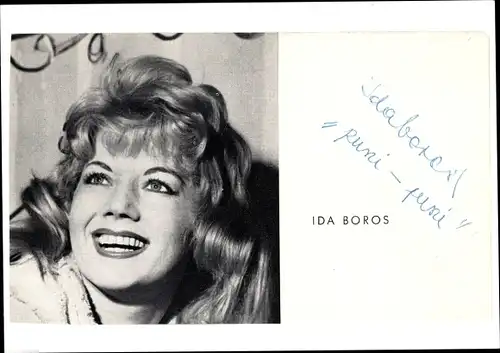 Idaboros!
"puni – puni"
IDA BOROS